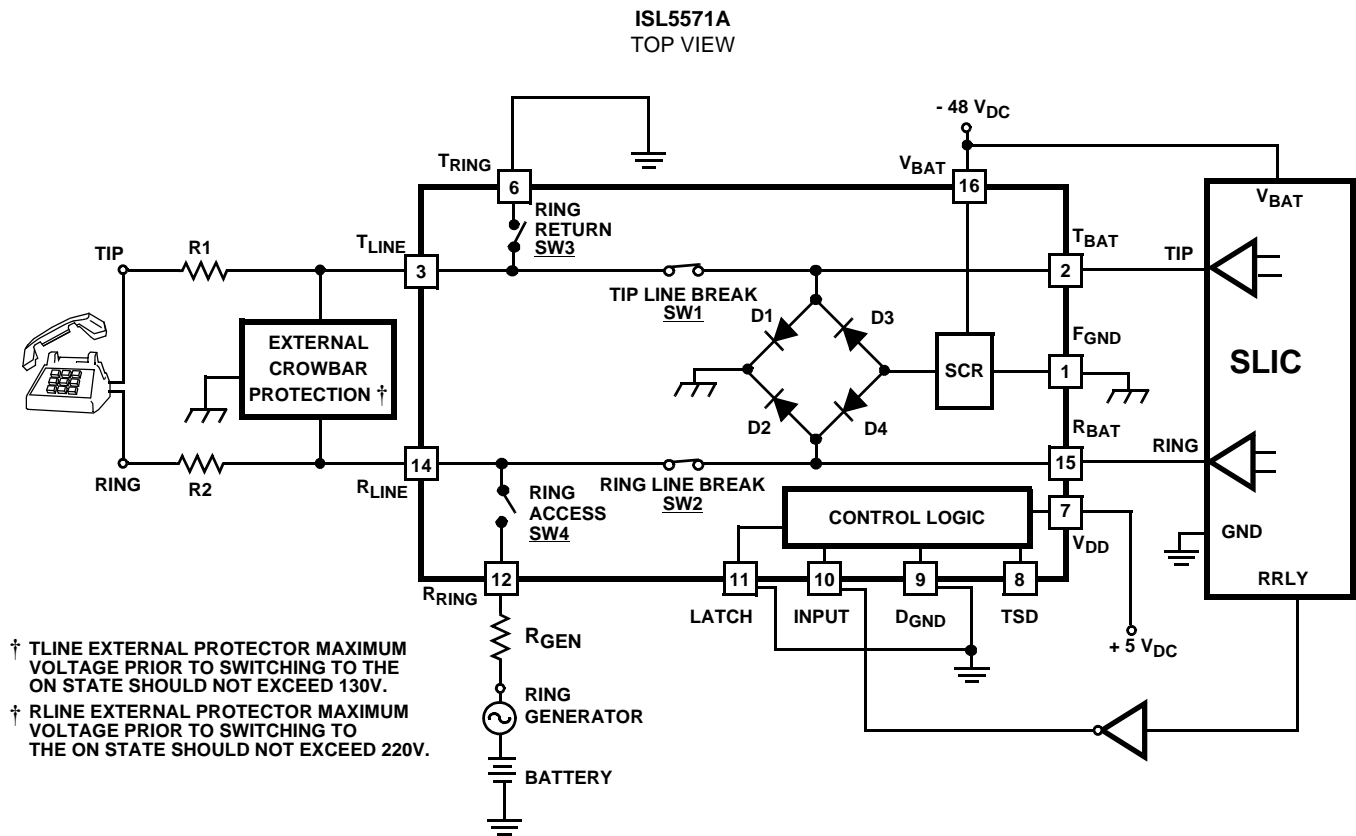 ISL5571A
TOP VIEW
- 48 VDC
TRING
6
VBAT
16
VBAT
RING
RETURN
SW3
TIP
R1
TLINE
3
TBAT
2
TIP
TIP LINE BREAK
SW1
D1
D3
EXTERNAL
CROWBAR
PROTECTION †
SCR
FGND
1
SLIC
D2
D4
RBAT
15
RING
RING
R2
14
RLINE
RING
ACCESS
SW4
RING LINE BREAK
SW2
CONTROL LOGIC
7
VDD
GND
RRLY
12
RRING
11
10
9
8
LATCH
INPUT
DGND
TSD
+ 5 VDC
RGEN
RING
GENERATOR
BATTERY
† TLINE EXTERNAL PROTECTOR MAXIMUM
VOLTAGE PRIOR TO SWITCHING TO THE
ON STATE SHOULD NOT EXCEED 130V.
† RLINE EXTERNAL PROTECTOR MAXIMUM
VOLTAGE PRIOR TO SWITCHING TO
THE ON STATE SHOULD NOT EXCEED 220V.